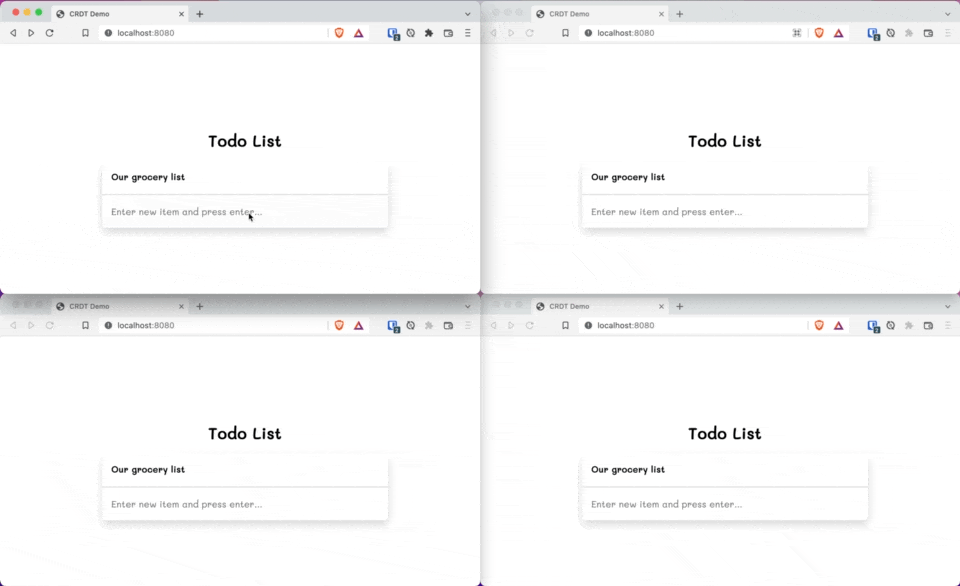 CRDT Demo
localhost:8080
Todo List
Our grocery list
Enter new item and press enter...
CRDT Demo
localhost:8080
Todo List
Our grocery list
Enter new item and press enter...
CRDT Demo
localhost:8080
Todo List
Our grocery list
Enter new item and press enter...
CRDT Demo
localhost:8080
Todo List
Our grocery list
Enter new item and press enter...